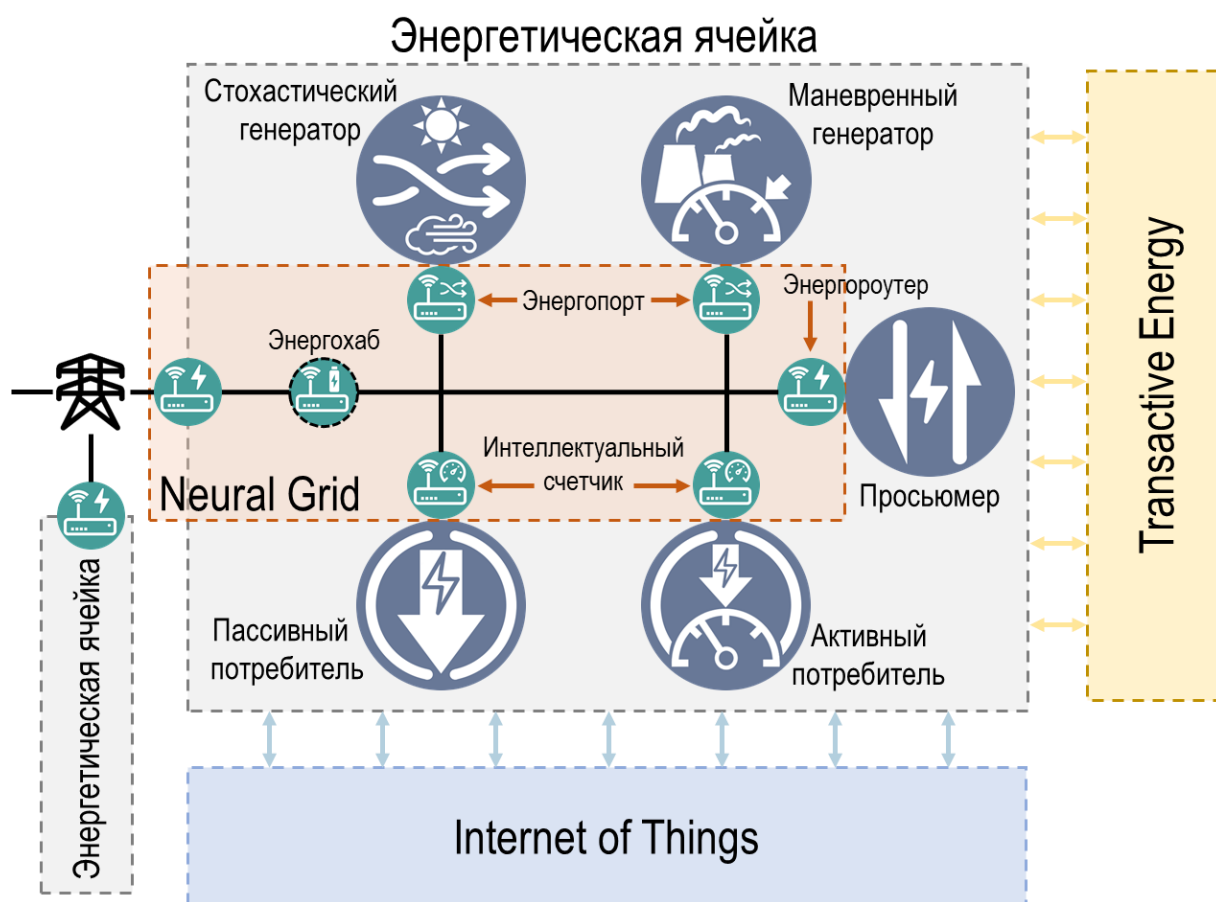 Энергетическая ячейка
Стохастический
генератор
Маневренный
генератор
Энергопорт
Энергороутер
Энергохаб
Интеллектуальный
счетчик
Neural Grid
Просьюмер
Пассивный
потребитель
Активный
потребитель
Энергетическая ячейка
Transactive Energy
Internet of Things